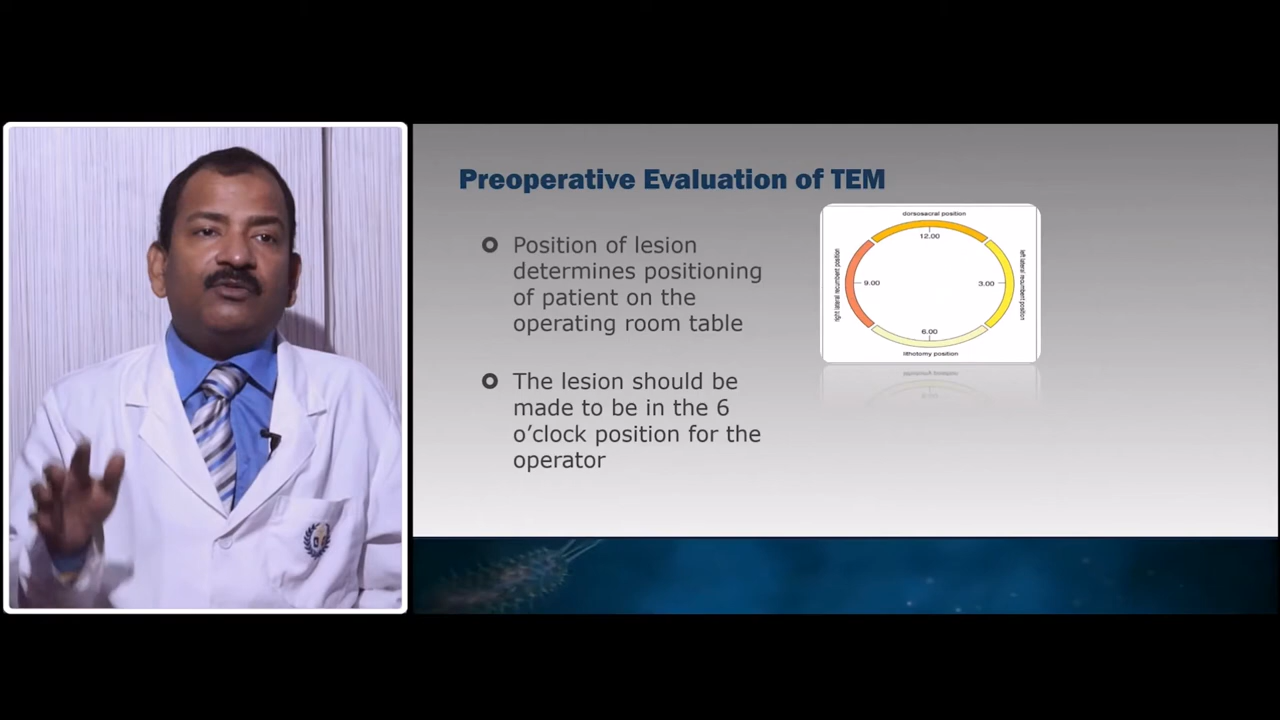 Preoperative Evaluation of TEM
Position of lesion
determines positioning
of patient on the
operating room table
The lesion should be
made to be in the 6
o’clock position for the
operator
dorsosacral position
12.00
right lateral recumbent position
9.00
3.00
left lateral recumbent position
6.00
lithotomy position